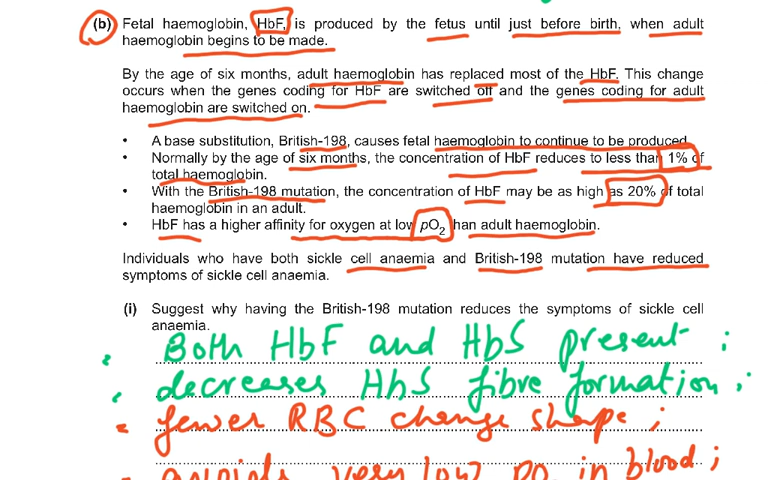 (b) Fetal haemoglobin, HbF, is produced by the fetus until just before birth, when adult
haemoglobin begins to be made.
By the age of six months, adult haemoglobin has replaced most of the HbF. This change
occurs when the genes coding for HbF are switched off and the genes coding for adult
haemoglobin are switched on.
• A base substitution, British-198, causes fetal haemoglobin to continue to be produced.
• Normally by the age of six months, the concentration of HbF reduces to less than 1% of
total haemoglobin.
• With the British-198 mutation, the concentration of HbF may be as high as 20% of total
haemoglobin in an adult.
• HbF has a higher affinity for oxygen at low pO2 than adult haemoglobin.
Individuals who have both sickle cell anaemia and British-198 mutation have reduced
symptoms of sickle cell anaemia.
(i) Suggest why having the British-198 mutation reduces the symptoms of sickle cell
anaemia.
Both HbF and HbS present ;
decreases HbS fibre formation ;
fewer RBC change shape ;
avoids very low pO2 in blood ;